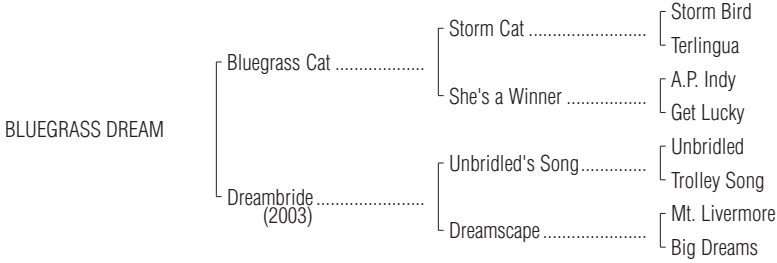 Storm Bird
Storm Cat ........................
Terlingua
Bluegrass Cat ...................
A.P. Indy
She's a Winner ................
Get Lucky
BLUEGRASS DREAM
Unbridled
Unbridled's Song.............
Trolley Song
Dreambride ......................
(2003)
Mt. Livermore
Dreamscape .....................
Big Dreams